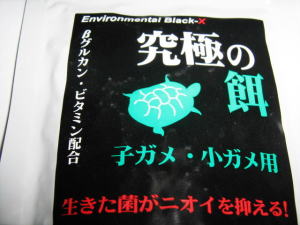 Environmental Black-X
究極の
餌
βグルカン・ビタミン配合
子ガメ・小ガメ用
生きた菌がニオイを抑える!